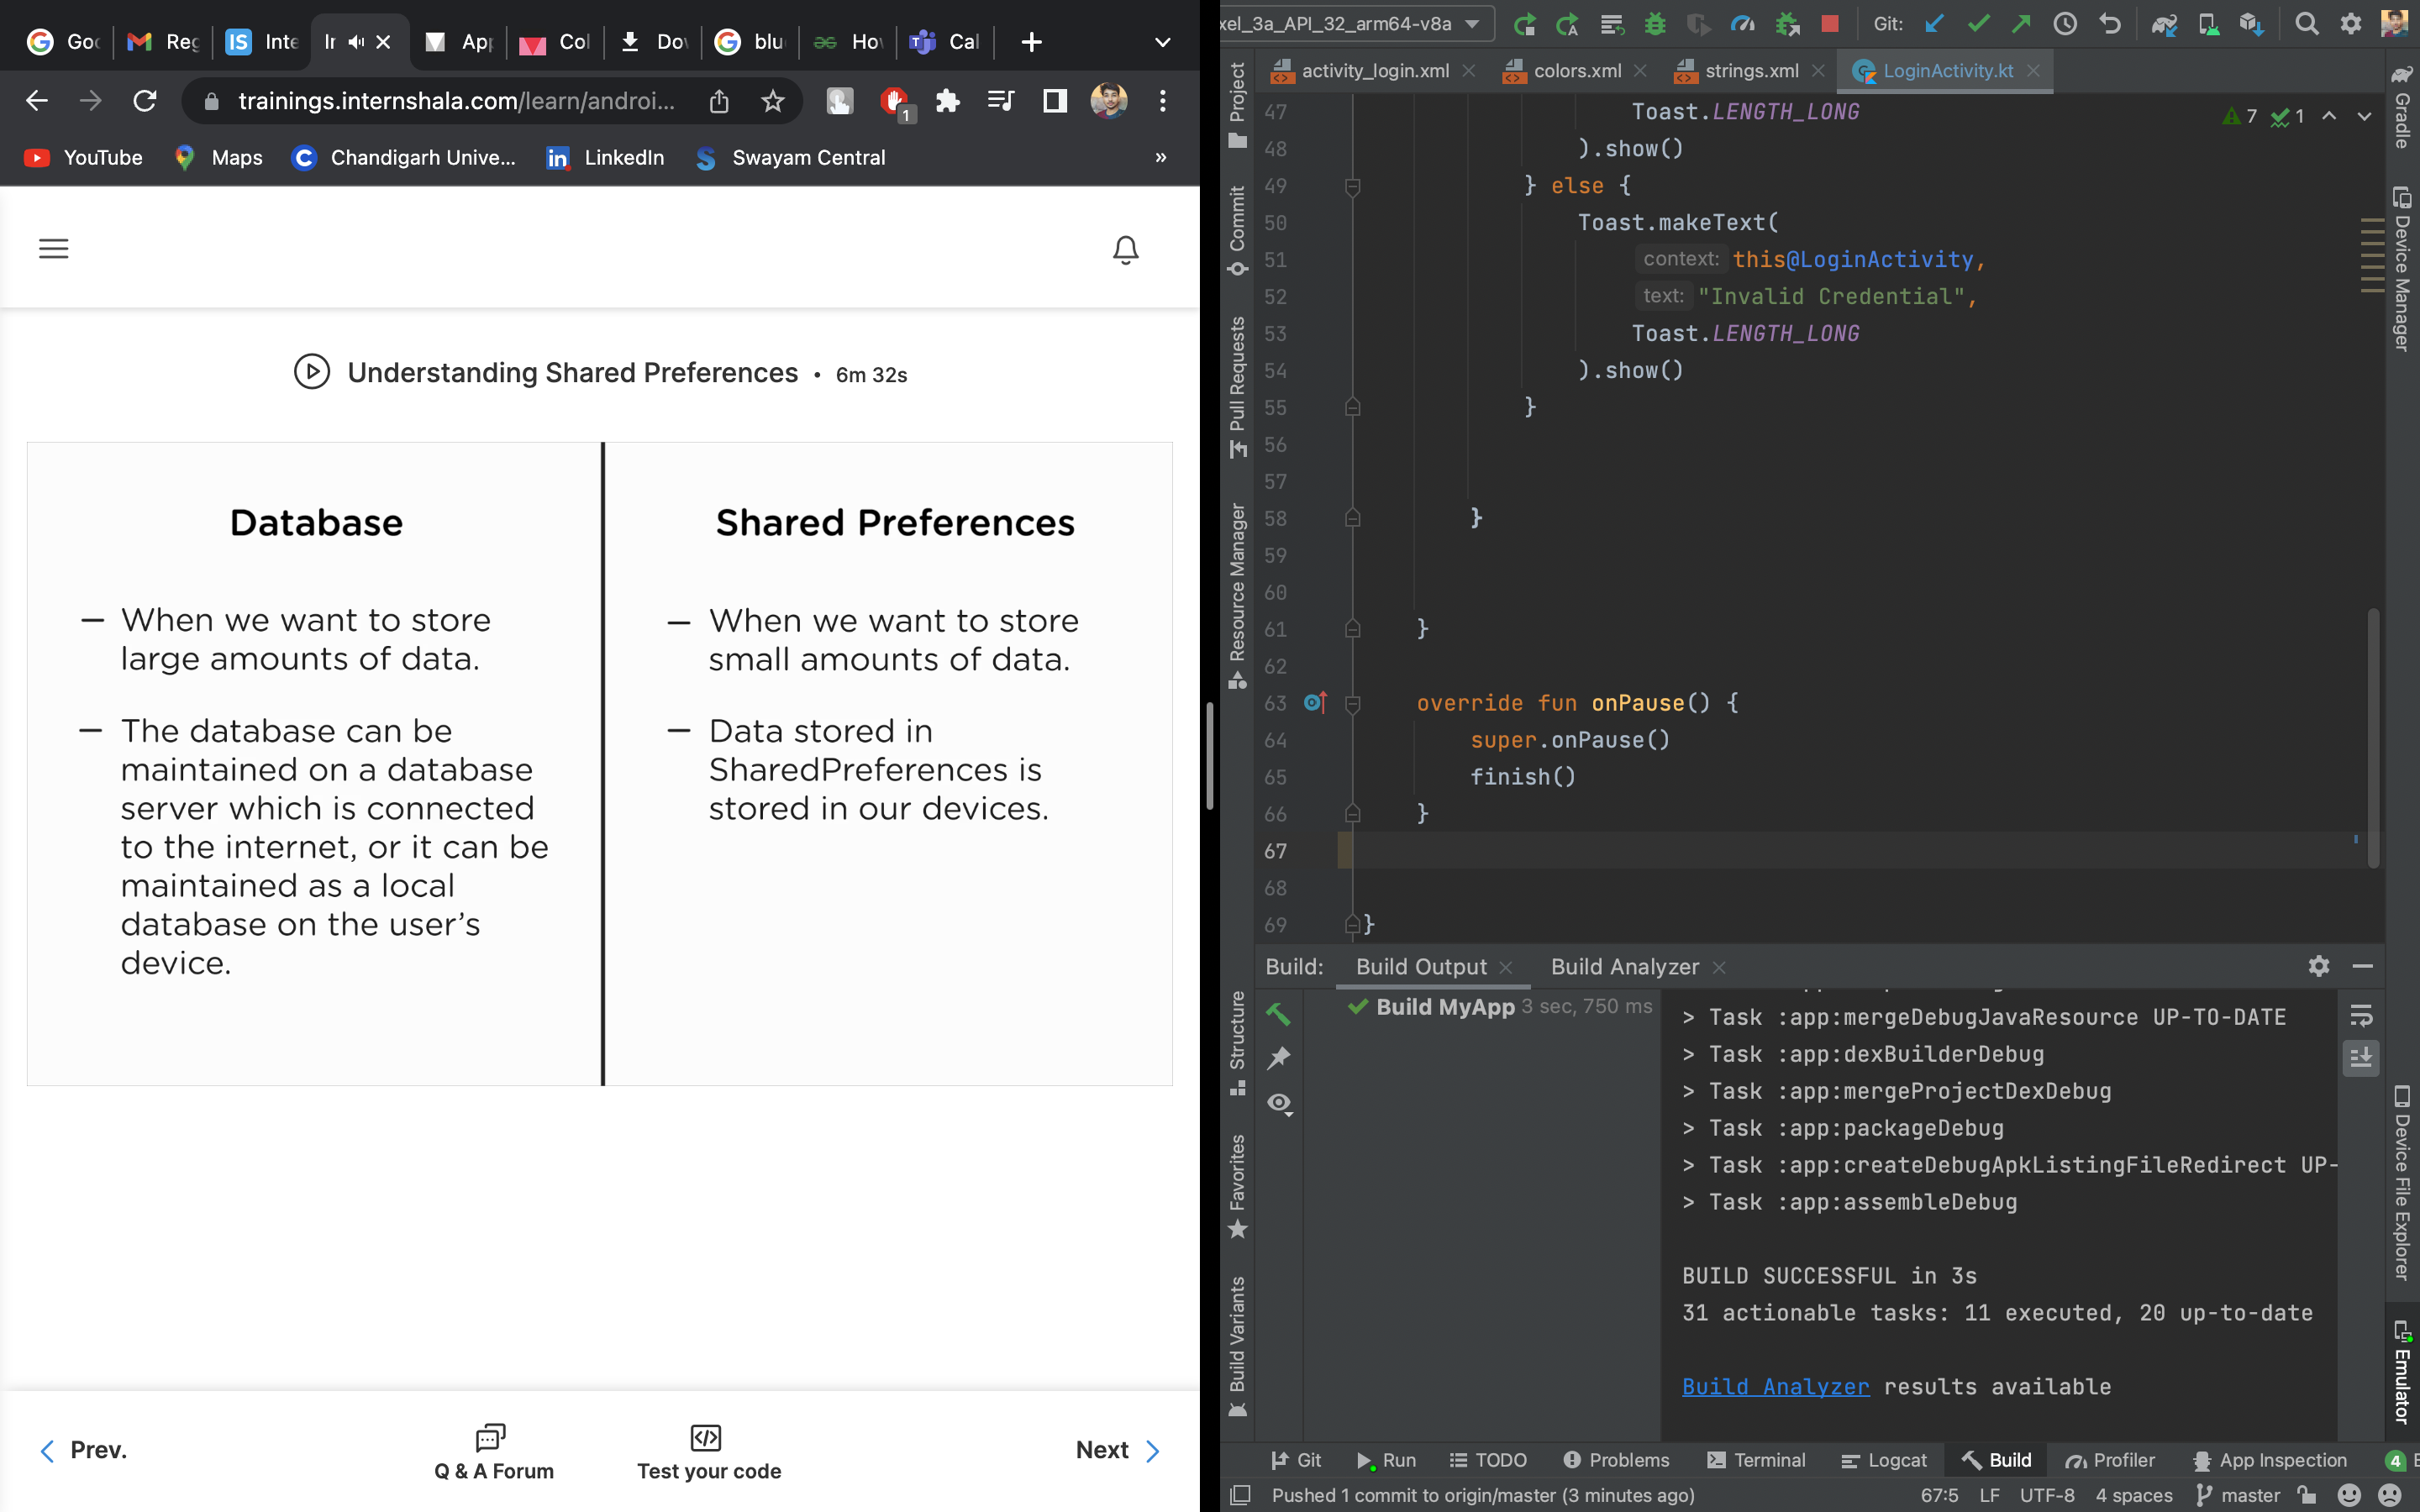 Goo
Reg
Inte
In
App
Col
Dov
blu
Hov
Cal
trainings.internshala.com/learn/androi...
1
YouTube
Maps
Chandigarh Unive...
LinkedIn
Swayam Central
»
Understanding Shared Preferences • 6m 32s
Database
– When we want to store
large amounts of data.
– The database can be
maintained on a database
server which is connected
to the internet, or it can be
maintained as a local
database on the user's
device.
Shared Preferences
– When we want to store
small amounts of data.
– Data stored in
SharedPreferences is
stored in our devices.
Prev.
Q & A Forum
Test your code
Next
xel_3a_API_32_arm64-v8a
Git:
activity_login.xml
colors.xml
strings.xml
LoginActivity.kt
7
1
47 Toast.LENGTH_LONG
48 ).show()
49 } else {
50 Toast.makeText(
51 context: this@LoginActivity,
52 text: "Invalid Credential",
53 Toast.LENGTH_LONG
54 ).show()
55 }
56
57
58 }
59
60
61 }
62
63 override fun onPause() {
64 super.onPause()
65 finish()
66 }
67
68
69 }
Project
Commit
Pull Requests
Resource Manager
Structure
Favorites
Build Variants
Gradle
Device Manager
Device File Explorer
Emulator
Build:
Build Output
Build Analyzer
Build MyApp 3 sec, 750 ms
> Task :app:mergeDebugJavaResource UP-TO-DATE
> Task :app:dexBuilderDebug
> Task :app:mergeProjectDexDebug
> Task :app:packageDebug
> Task :app:createDebugApkListingFileRedirect UP-
> Task :app:assembleDebug
BUILD SUCCESSFUL in 3s
31 actionable tasks: 11 executed, 20 up-to-date
Build Analyzer results available
Git
Run
TODO
Problems
Terminal
Logcat
Build
Profiler
App Inspection
4
Pushed 1 commit to origin/master (3 minutes ago)
67:5
LF
UTF-8
4 spaces
master